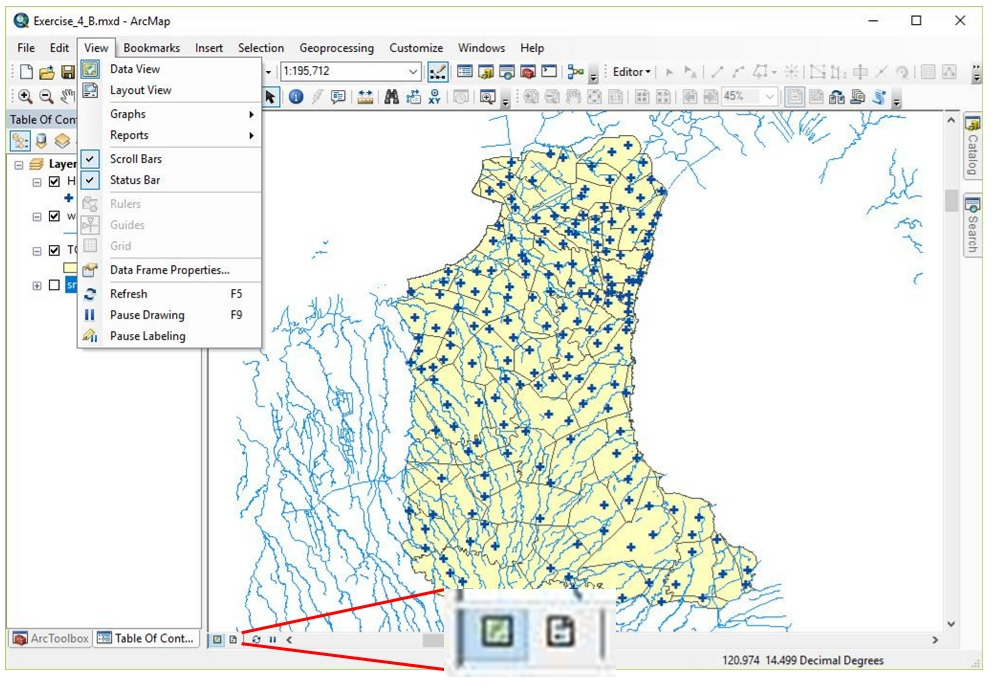 Exercise_4_B.mxd - ArcMap
File Edit View Bookmarks Insert Selection Geoprocessing Customize Windows Help
Data View
1:195,712
Editor
Layout View
45%
Graphs
Reports
Scroll Bars
Status Bar
Rulers
Guides
Grid
Data Frame Properties...
Refresh F5
Pause Drawing F9
Pause Labeling
Table Of Con
Layer
H
w
TO
sr
Catalog
Search
ArcToolbox Table Of Cont...
120.974 14.499 Decimal Degrees